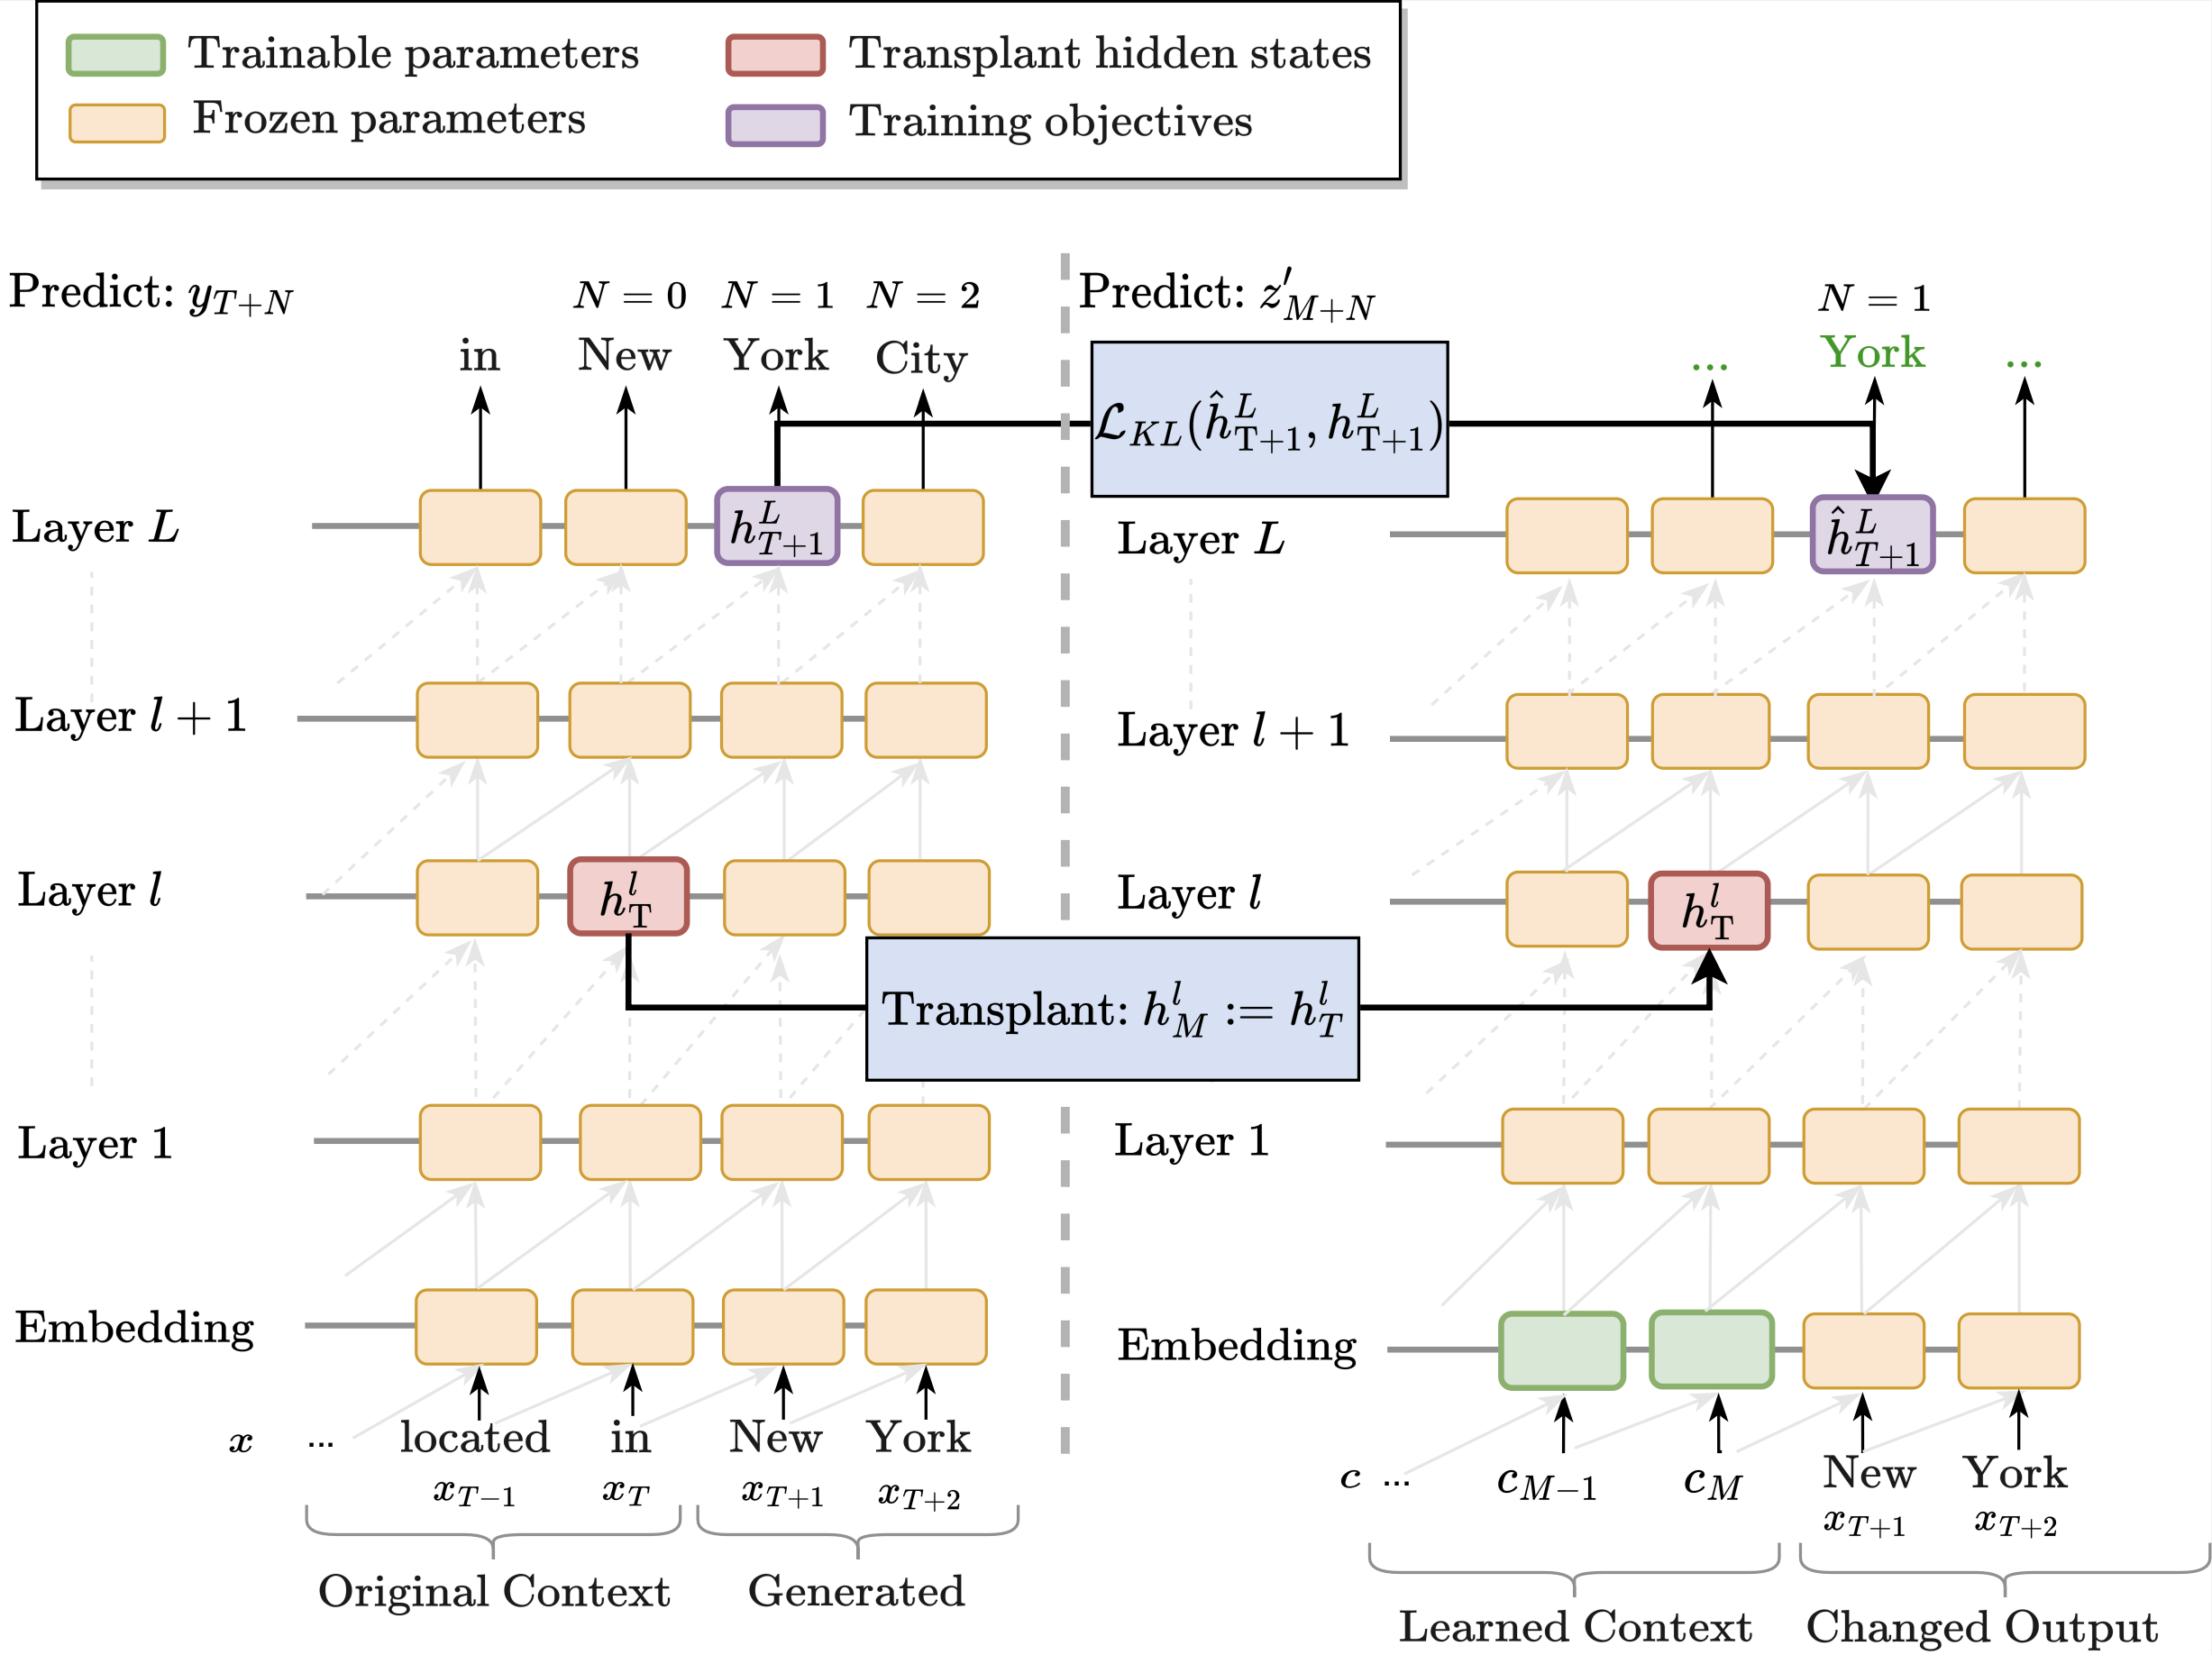 Trainable parameters
Transplant hidden states
Frozen parameters
Training objectives
Predict: y_{T+N}
N = 0
N = 1
N = 2
in
New
York
City
Layer L
h^L_{T+1}
Layer l + 1
Layer l
h^l_T
Layer 1
Embedding
x
...
located
in
New
York
x_{T−1}
x_T
x_{T+1}
x_{T+2}
Original Context
Generated
Predict: z′_{M+N}
N = 1
...
York
...
𝓛_{KL}(ĥ^L_{T+1}, h^L_{T+1})
Layer L
ĥ^L_{T+1}
Layer l + 1
Layer l
h^l_T
Transplant: h^l_M := h^l_T
Layer 1
Embedding
c
...
c_{M−1}
c_M
New
York
x_{T+1}
x_{T+2}
Learned Context
Changed Output